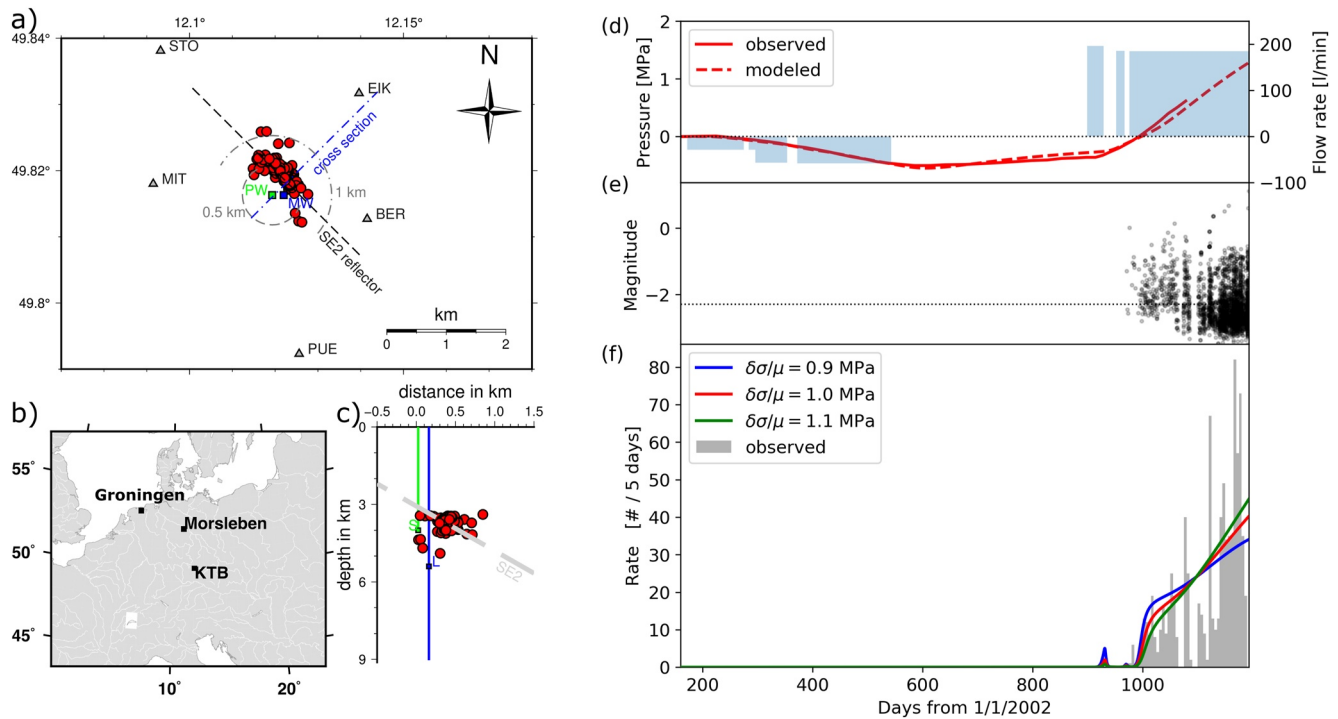 a)
12.1°
12.15°
49.84°
49.82°
49.8°
STO
N
EIK
cross section
MIT
PW
MW
1 km
0.5 km
BER
SE2 reflector
km
0 1 2
PUE
b)
55°
50°
45°
Groningen
Morsleben
KTB
10°
20°
c)
distance in km
−0.5 0.0 0.5 1.0 1.5
0
3
6
9
depth in km
S
L
SE2
(d)
2
1
0
Pressure [MPa]
observed
modeled
200
100
0
−100
Flow rate [l/min]
(e)
0
−2
Magnitude
(f)
80
70
60
50
40
30
20
10
0
Rate [# / 5 days]
δσ/μ = 0.9 MPa
δσ/μ = 1.0 MPa
δσ/μ = 1.1 MPa
observed
200 400 600 800 1000
Days from 1/1/2002